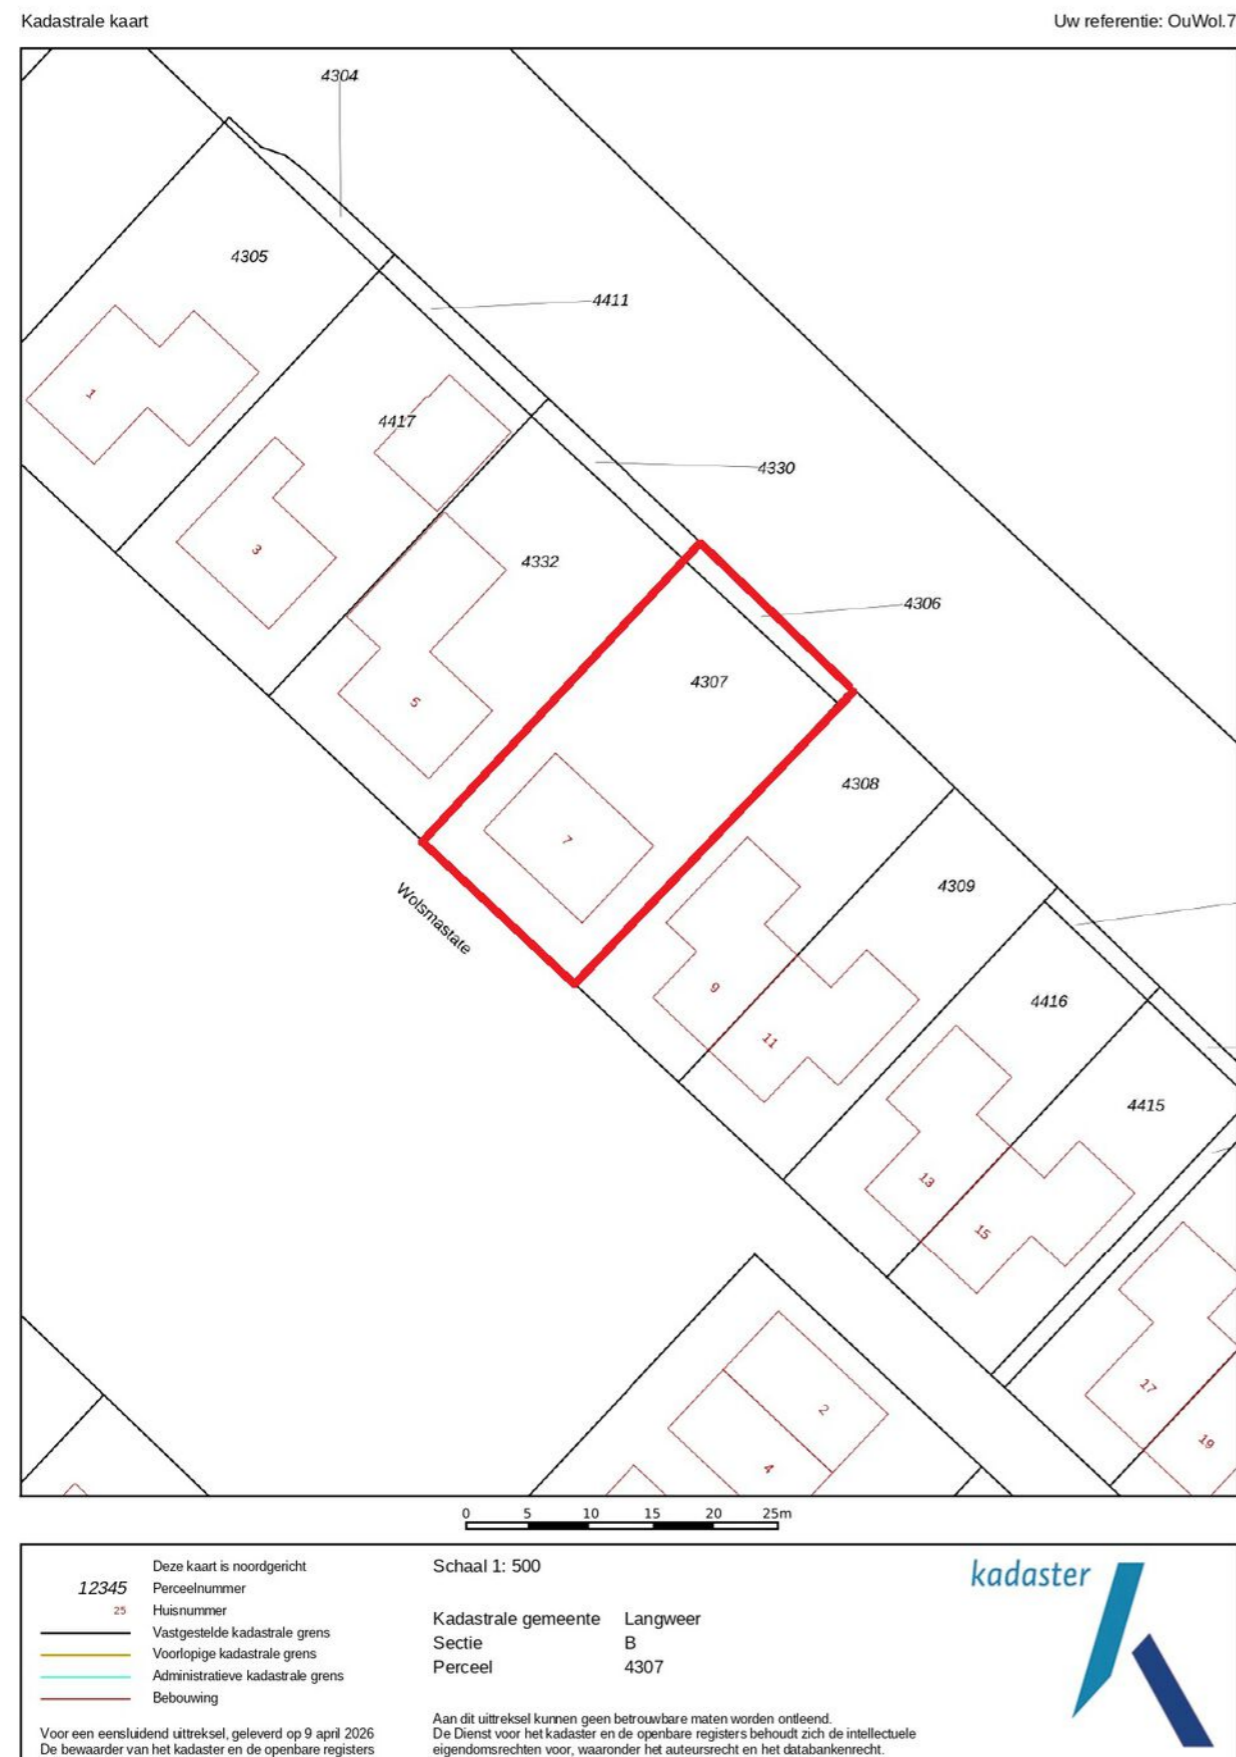 Kadastrale kaart
Uw referentie: OuWol.7
4304
4305
4411
1
4417
4330
3
4332
4306
4307
5
4308
7
4309
Wolsmastate
9
4416
11
4415
13
15
17
2
19
4
0 5 10 15 20 25m
Deze kaart is noordgericht
12345 Perceelnummer
25 Huisnummer
Vastgestelde kadastrale grens
Voorlopige kadastrale grens
Administratieve kadastrale grens
Bebouwing
Voor een eensluidend uittreksel, geleverd op 9 april 2026
De bewaarder van het kadaster en de openbare registers
Schaal 1: 500
Kadastrale gemeente Langweer
Sectie B
Perceel 4307
Aan dit uittreksel kunnen geen betrouwbare maten worden ontleend.
De Dienst voor het kadaster en de openbare registers behoudt zich de intellectuele
eigendomsrechten voor, waaronder het auteursrecht en het databankenrecht.
kadaster